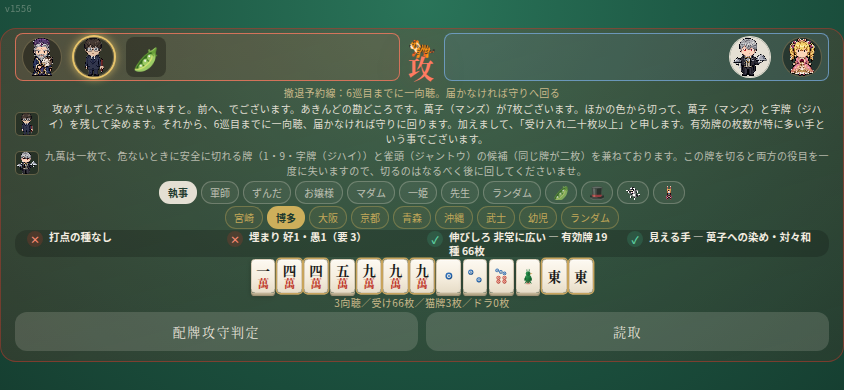 v1556
攻
撤退予約線：6巡目までに一向聴。届かなければ守りへ回る
攻めずしてどうなさいますと。前へ、でございます。あきんどの勘どころです。萬子（マンズ）が7枚ございます。ほかの色から切って、萬子（マンズ）と字牌（ジハ
イ）を残して染めます。それから、6巡目までに一向聴、届かなければ守りに回ります。加えまして、「受け入れ二十枚以上」と申します。有効牌の枚数が特に多い手と
いう事でございます。
九萬は一枚で、危ないときに安全に切れる牌（1・9・字牌（ジハイ））と雀頭（ジャントウ）の候補（同じ牌が二枚）を兼ねております。この牌を切ると両方の役目を一
度に失いますので、切るのはなるべく後に回してくださいませ。
執事 軍師 ずんだ お嬢様 マダム 一姫 先生 ランダム
宮崎 博多 大阪 京都 青森 沖縄 武士 幼児 ランダム
× 打点の種なし × 埋まり 好1・愚1（要 3） ✓ 伸びしろ 非常に広い ― 有効牌 19 ✓ 見える手 ― 萬子への染め・対々和
種 66枚
一萬 四萬 四萬 五萬 九萬 九萬 九萬 東 東
3向聴／受け66枚／猫牌3枚／ドラ0枚
配牌攻守判定 読取